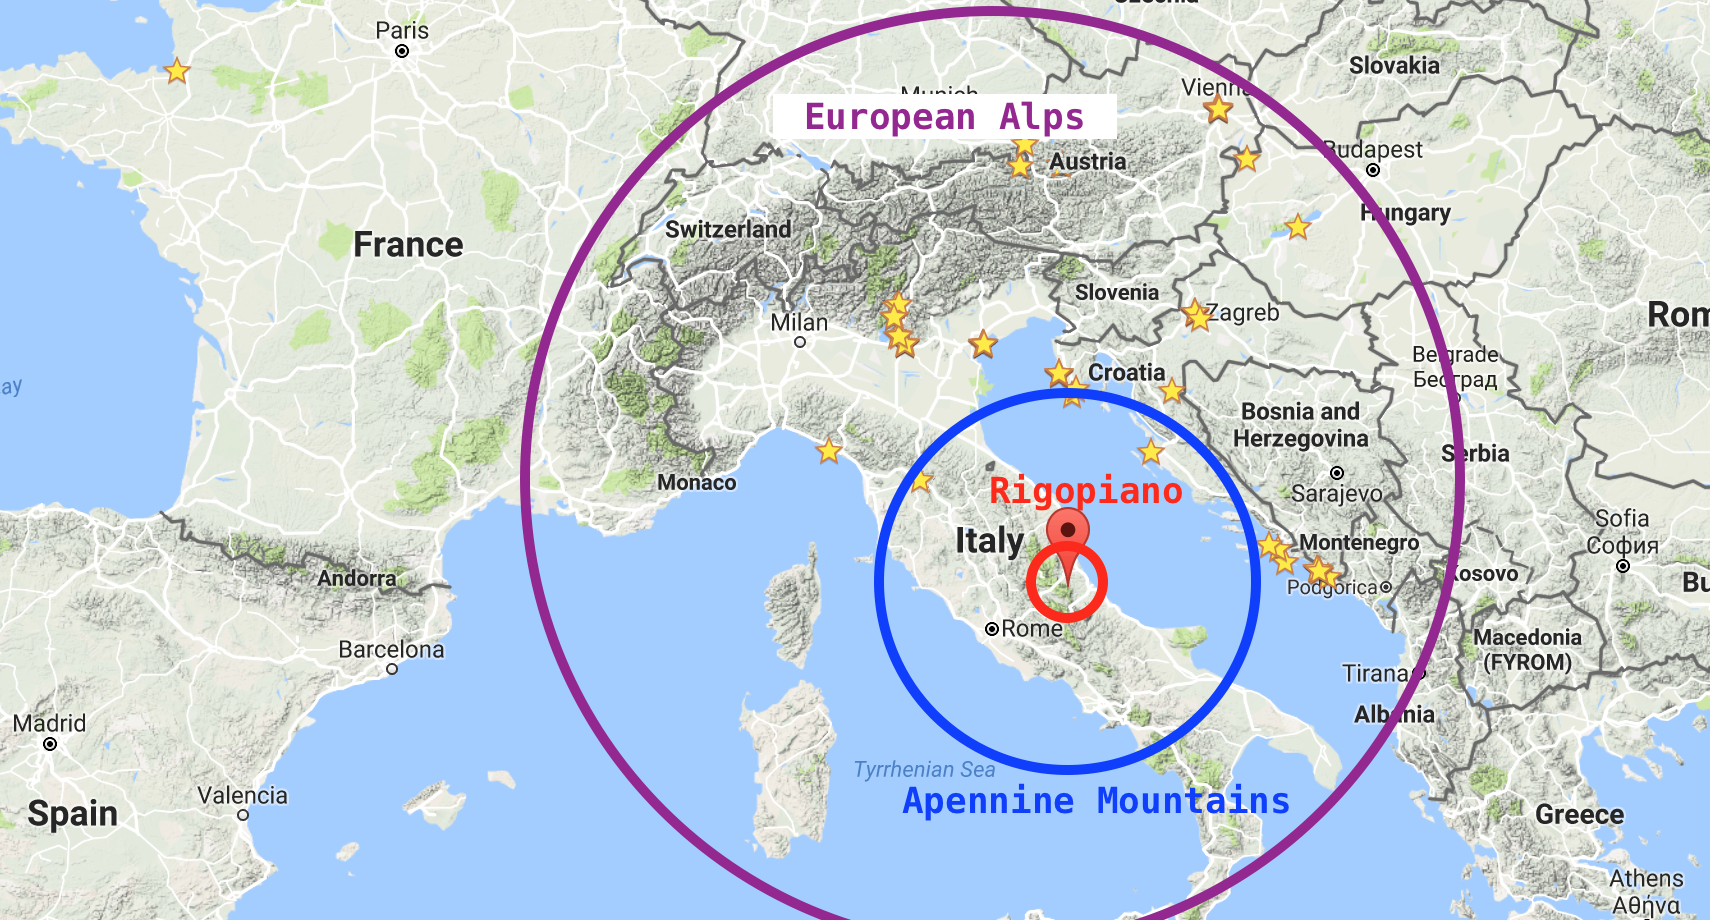 Paris
Slovakia
Munich
Vienna
European Alps
Austria
Budapest
Switzerland
Hungary
France
Slovenia
Milan
Zagreb
Rom
Belgrade
Београд
ay
Croatia
Bosnia and
Herzegovina
Serbia
Monaco
Sarajevo
Rigopiano
Italy
Montenegro
Sofia
София
Andorra
Podgorica
Kosovo
Bu
Rome
Barcelona
Macedonia
(FYROM)
Tirana
Albania
Madrid
Tyrrhenian Sea
Valencia
Apennine Mountains
Spain
Greece
Athens
Αθήνα